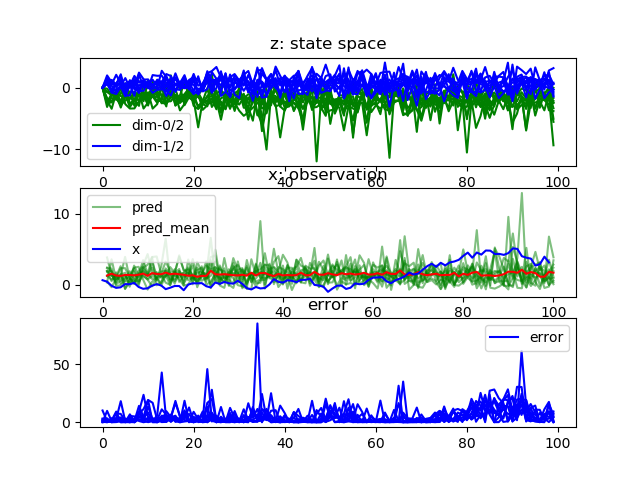 z: state space
0
−10
dim-0/2
dim-1/2
0 20 40 60 80 100
x: observation
10
0
pred
pred_mean
x
0 20 40 60 80 100
error
50
0
error
0 20 40 60 80 100